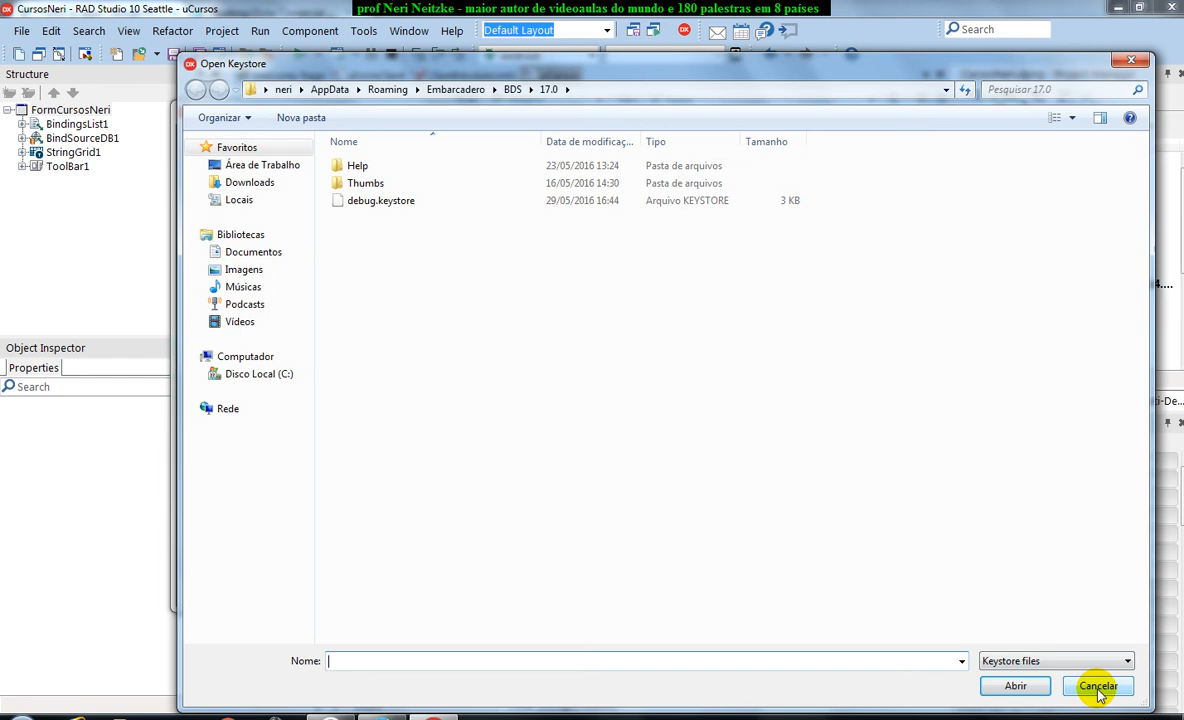 CursosNeri - RAD Studio 10 Seattle - uCursos
prof Neri Neitzke - maior autor de videoaulas do mundo e 180 palestras em 8 países
File Edit Search View Refactor Project Run Component Tools Window Help
Default Layout
Search
Structure
FormCursosNeri
BindingsList1
BindSourceDB1
StringGrid1
ToolBar1
Object Inspector
Properties
Search
Open Keystore
neri AppData Roaming Embarcadero BDS 17.0
Pesquisar 17.0
Organizar Nova pasta
Favoritos
Área de Trabalho
Downloads
Locais
Bibliotecas
Documentos
Imagens
Músicas
Podcasts
Vídeos
Computador
Disco Local (C:)
Rede
Nome Data de modificaç... Tipo Tamanho
Help 23/05/2016 13:24 Pasta de arquivos
Thumbs 16/05/2016 14:30 Pasta de arquivos
debug.keystore 29/05/2016 16:44 Arquivo KEYSTORE 3 KB
Nome:
Keystore files
Abrir Cancelar